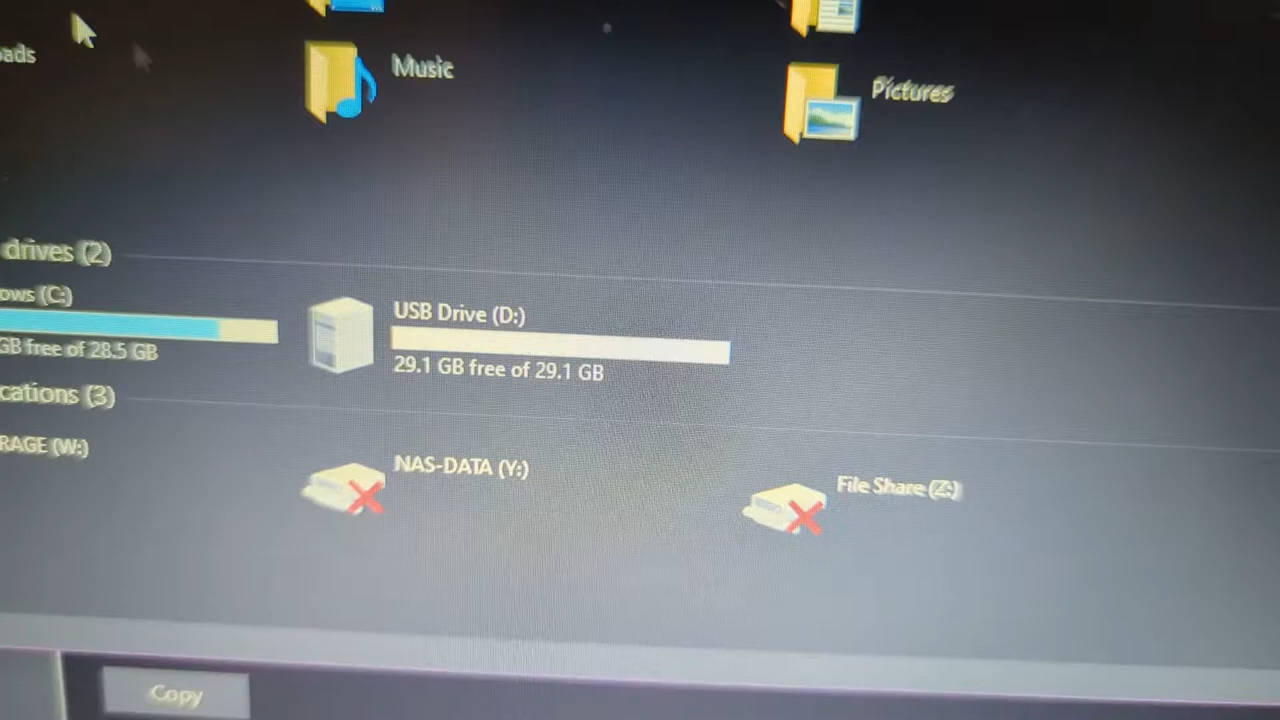 oads
Music
Pictures
drives (2)
ows (C:)
GB free of 28.5 GB
USB Drive (D:)
29.1 GB free of 29.1 GB
cations (3)
RAGE (W:)
NAS-DATA (Y:)
File Share (Z:)
Copy